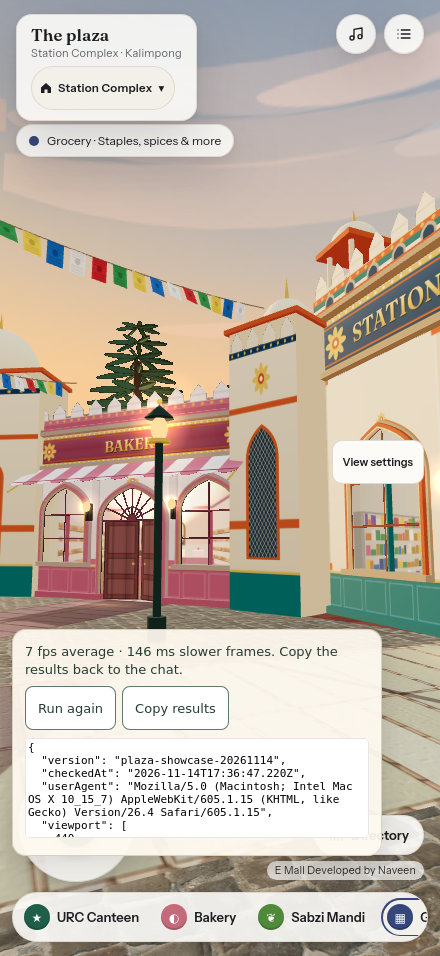 The plaza
Station Complex · Kalimpong
Station Complex ▾
Grocery · Staples, spices & more
STATION
BAKE
View settings
7 fps average · 146 ms slower frames. Copy the
results back to the chat.
Run again
Copy results
{
"version": "plaza-showcase-20261114",
"checkedAt": "2026-11-14T17:36:47.220Z",
"userAgent": "Mozilla/5.0 (Macintosh; Intel Mac
OS X 10_15_7) AppleWebKit/605.1.15 (KHTML, like
Gecko) Version/26.4 Safari/605.1.15",
"viewport": [
440
ctory
E Mall Developed by Naveen
URC Canteen
Bakery
Sabzi Mandi
G